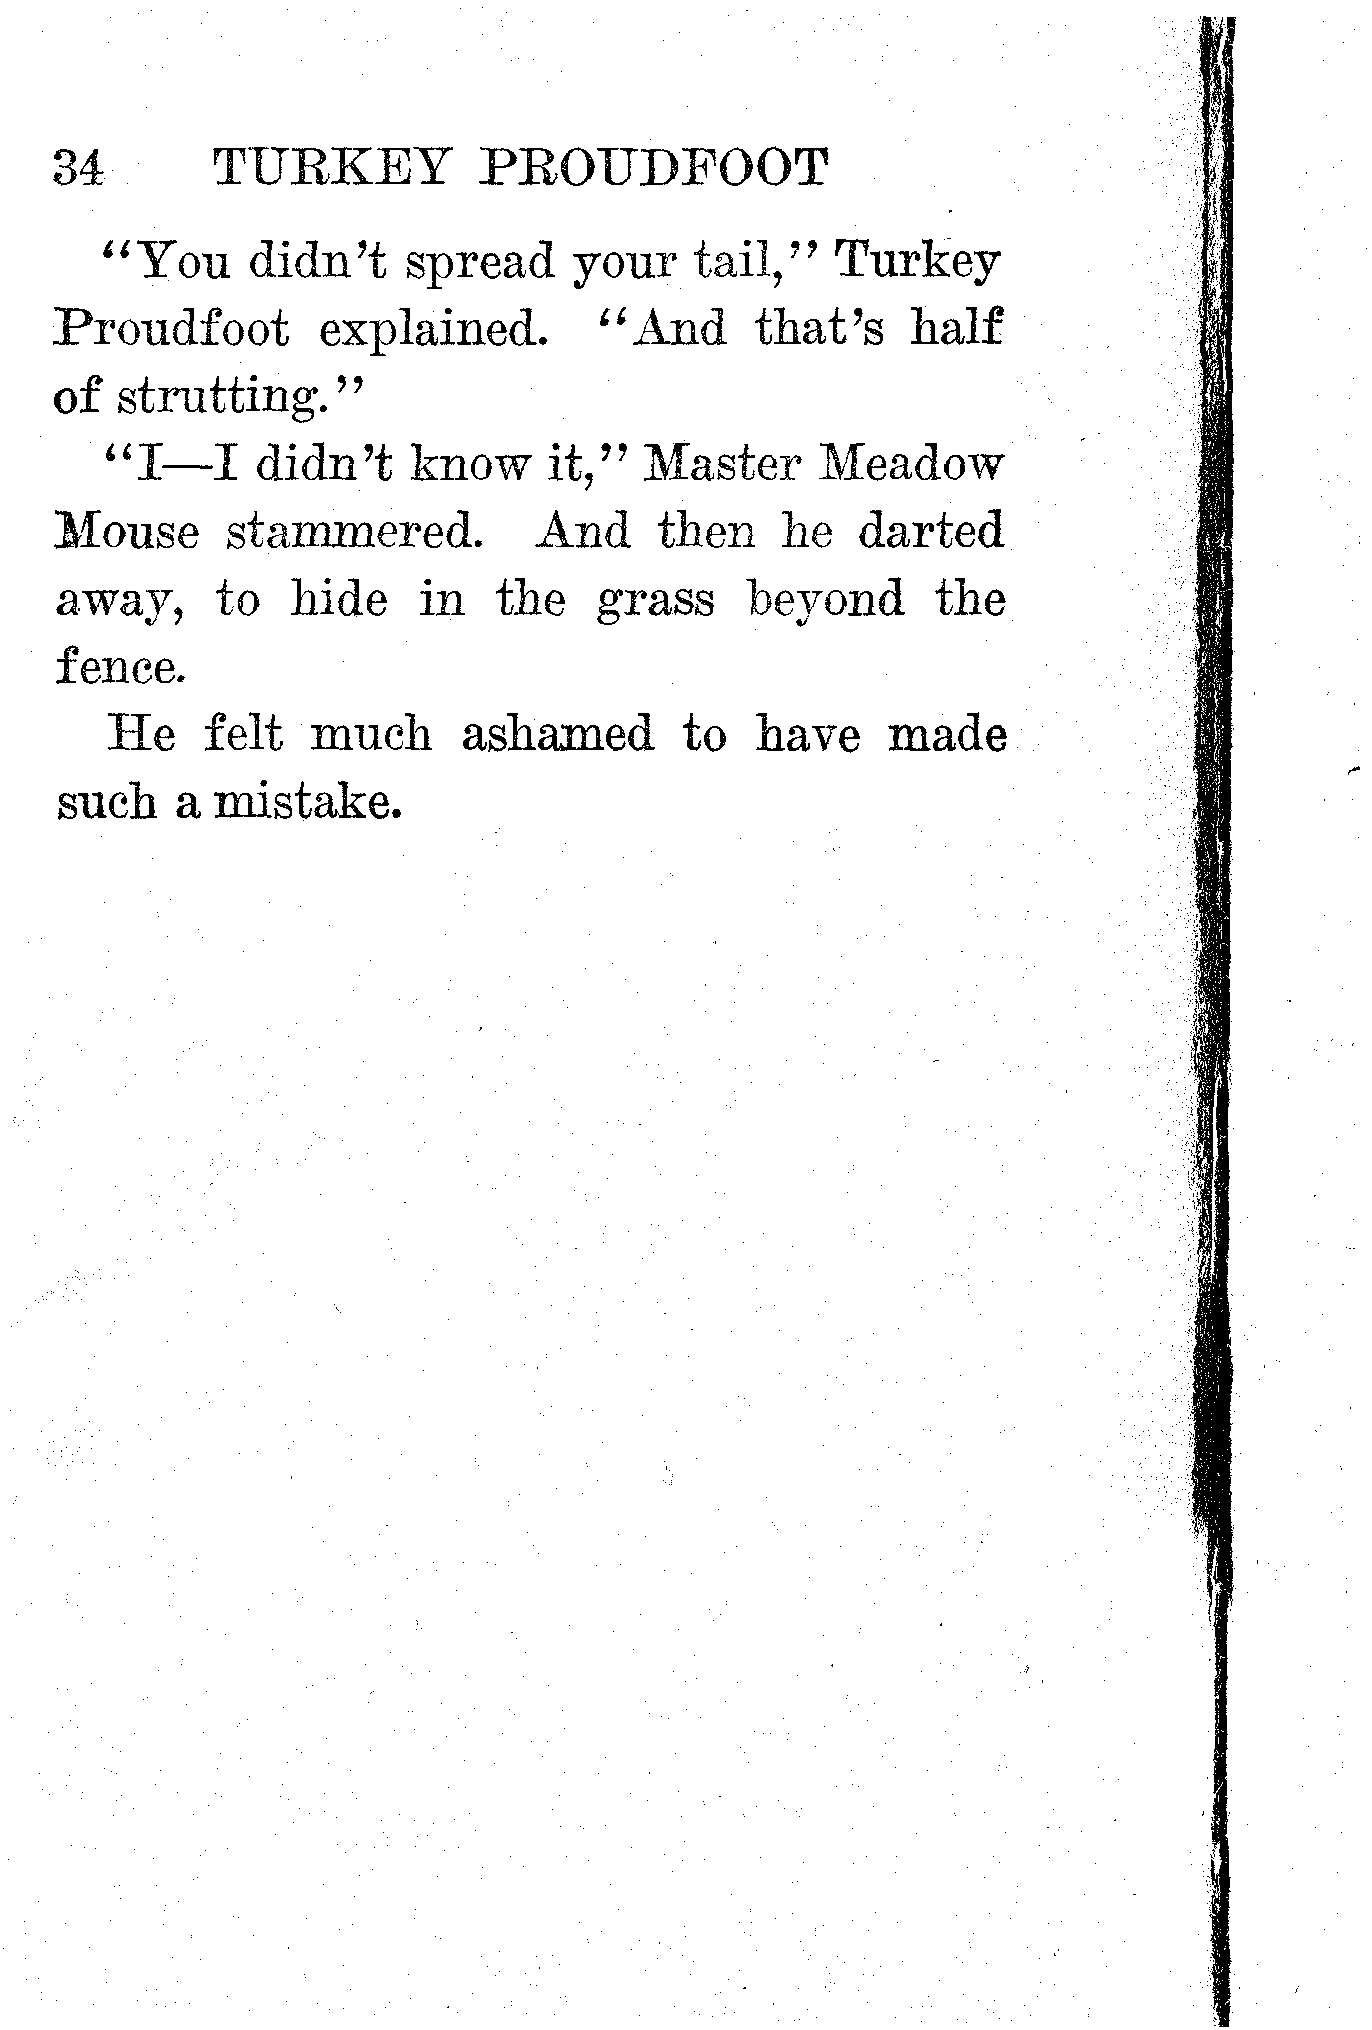 34 TURKEY PROUDFOOT
“You didn’t spread your tail,” Turkey
Proudfoot explained. “And that’s half
of strutting.”
“I—I didn’t know it,” Master Meadow
Mouse stammered. And then he darted
away, to hide in the grass beyond the
fence.
He felt much ashamed to have made
such a mistake.